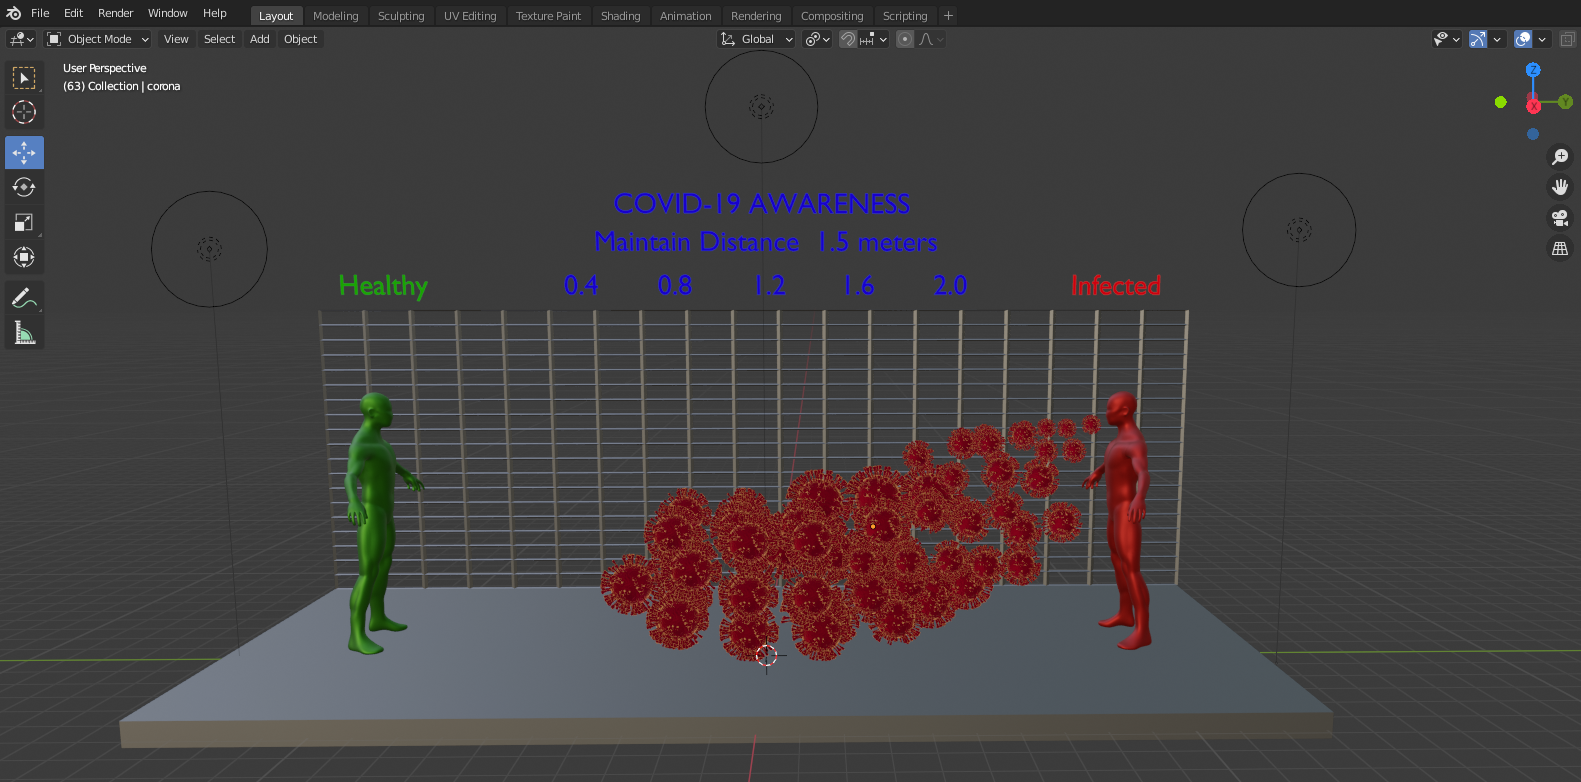 File Edit Render Window Help Layout Modeling Sculpting UV Editing Texture Paint Shading Animation Rendering Compositing Scripting +
Object Mode View Select Add Object Global
User Perspective
(63) Collection | corona
Z
Y
X
COVID-19 AWARENESS
Maintain Distance 1.5 meters
Healthy 0.4 0.8 1.2 1.6 2.0 Infected